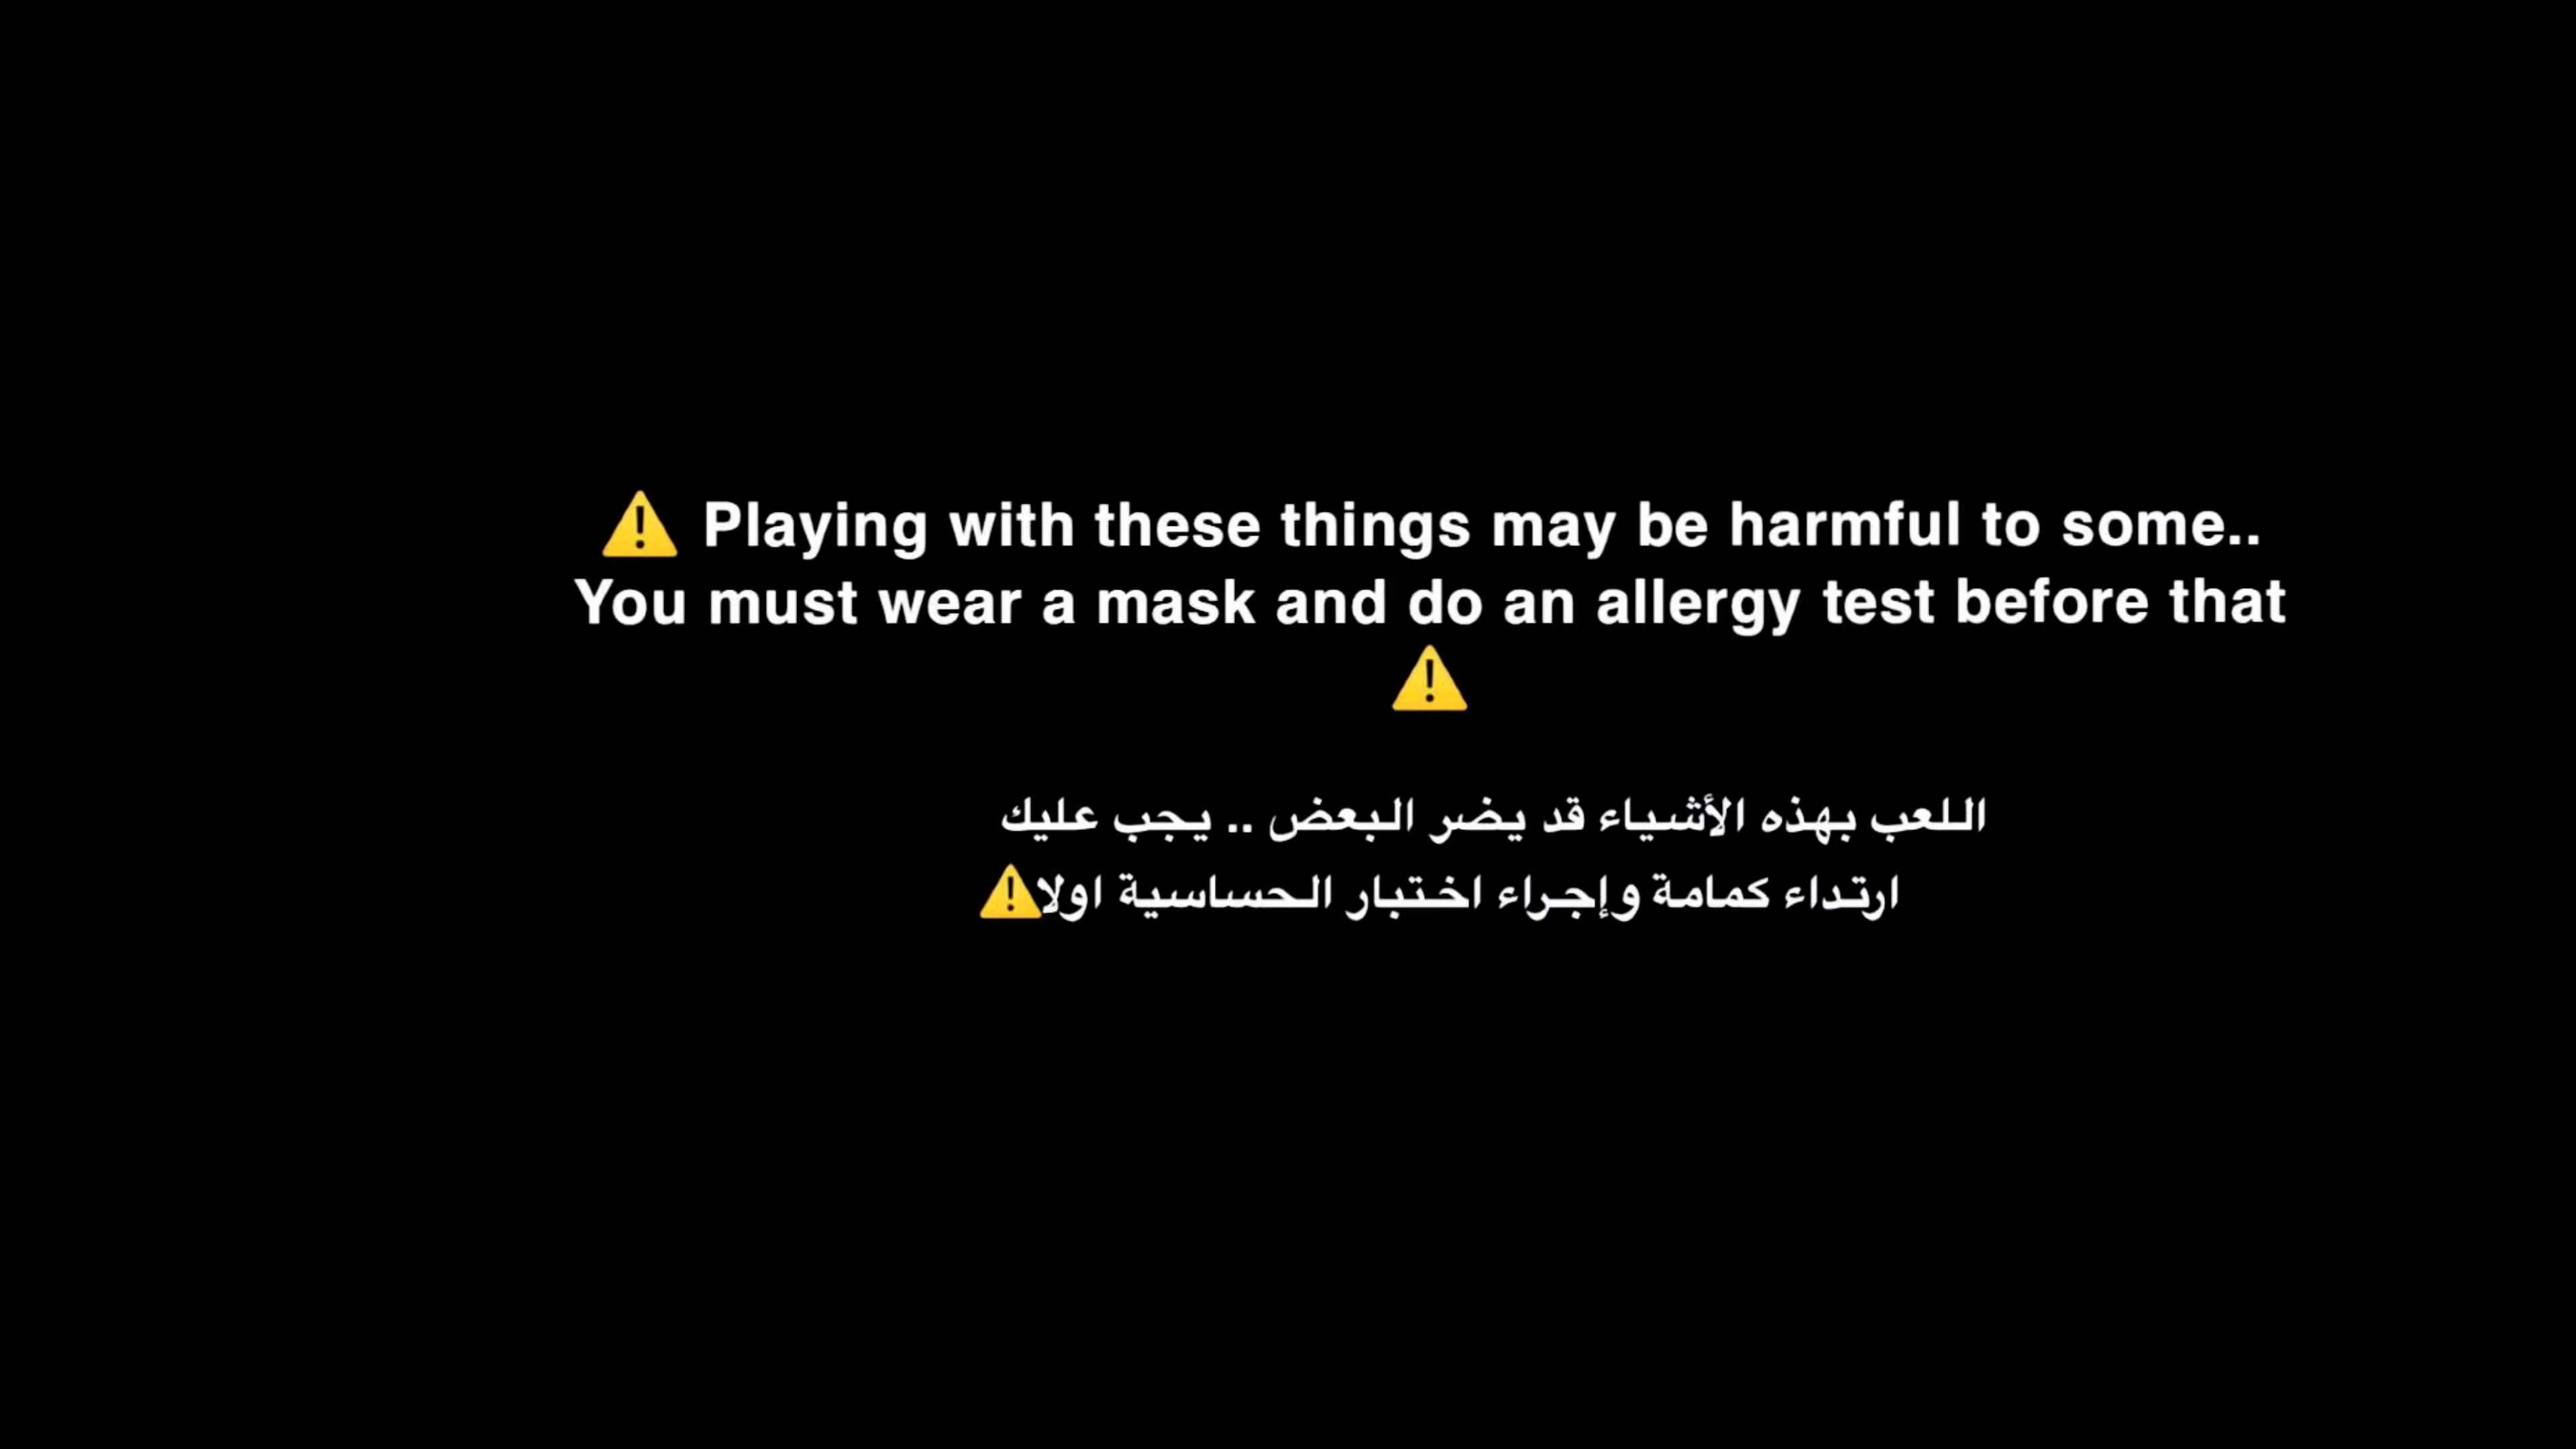 ⚠️ Playing with these things may be harmful to some..
You must wear a mask and do an allergy test before that
⚠️
اللعب بهذه الأشياء قد يضر البعض .. يجب عليك
ارتداء كمامة وإجراء اختبار الحساسية اولا⚠️